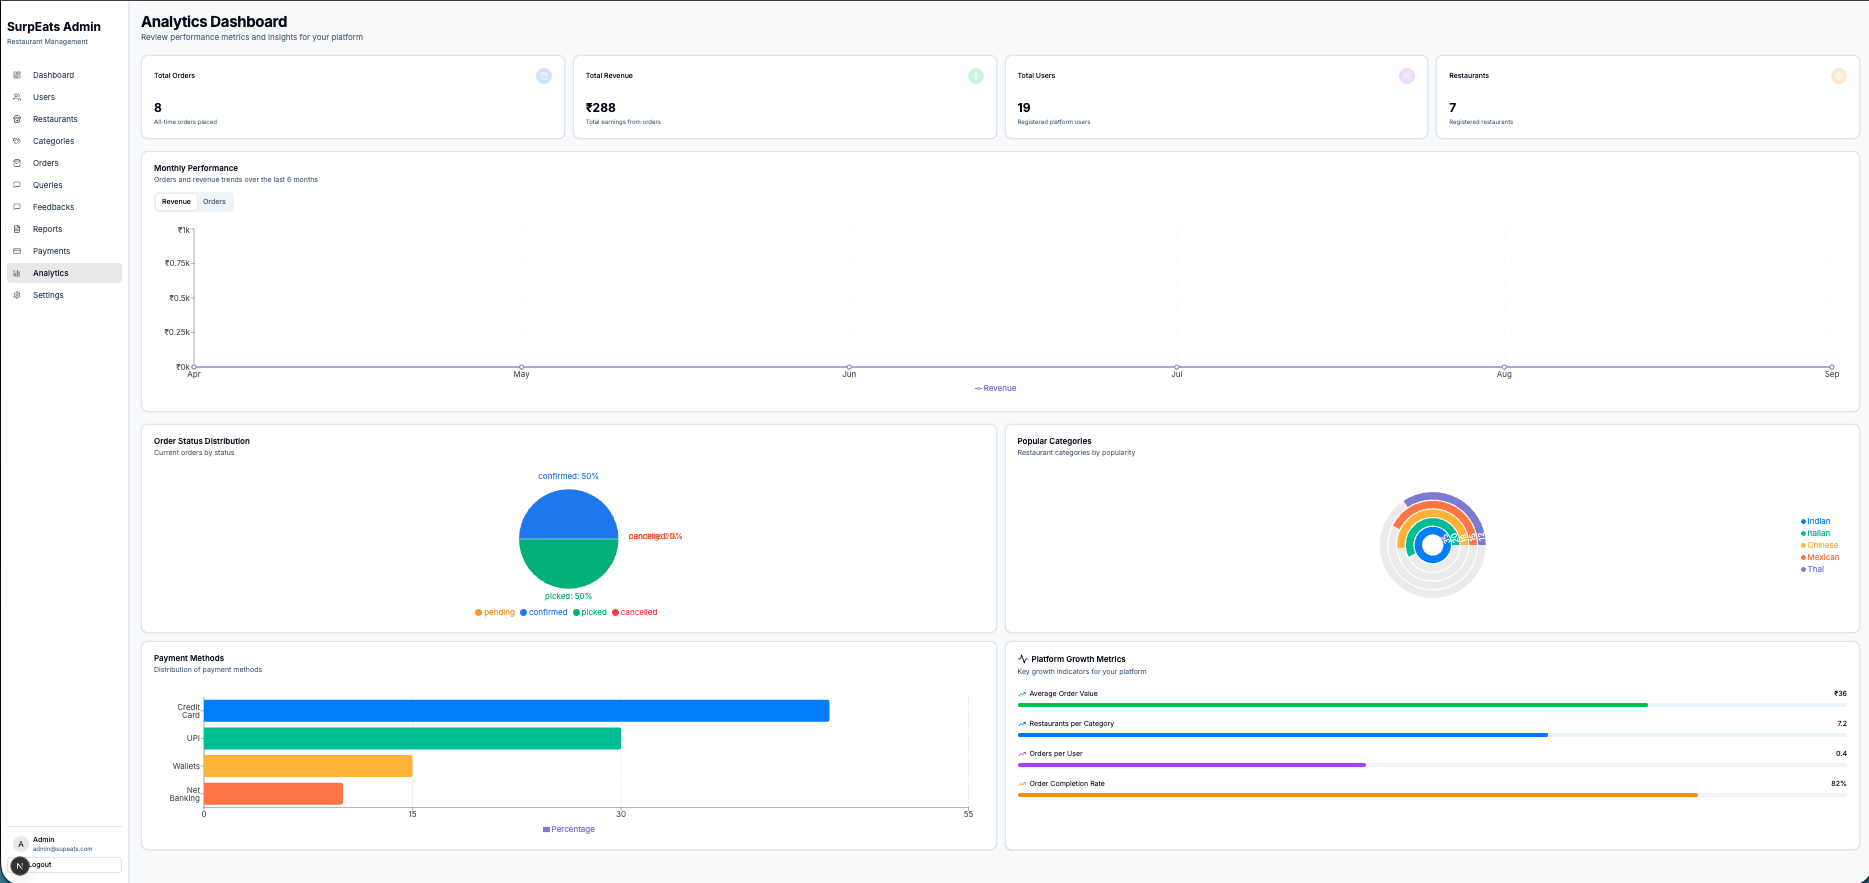 SurpEats Admin
Restaurant Management
Dashboard
Users
Restaurants
Categories
Orders
Queries
Feedbacks
Reports
Payments
Analytics
Settings
A
Admin
admin@supeats.com
N
Logout
Analytics Dashboard
Review performance metrics and insights for your platform
Total Orders
8
All-time orders placed
Total Revenue
$
₹288
Total earnings from orders
Total Users
19
Registered platform users
Restaurants
7
Registered restaurants
Monthly Performance
Orders and revenue trends over the last 6 months
Revenue Orders
₹1k
₹0.75k
₹0.5k
₹0.25k
₹0k
Apr May Jun Jul Aug Sep
Revenue
Order Status Distribution
Current orders by status
confirmed: 50%
cancelled: 0%
picked: 50%
pending confirmed picked cancelled
Popular Categories
Restaurant categories by popularity
Indian
Italian
Chinese
Mexican
Thai
Payment Methods
Distribution of payment methods
Credit
Card
UPI
Wallets
Net
Banking
0 15 30 55
Percentage
Platform Growth Metrics
Key growth indicators for your platform
Average Order Value ₹36
Restaurants per Category 7.2
Orders per User 0.4
Order Completion Rate 82%